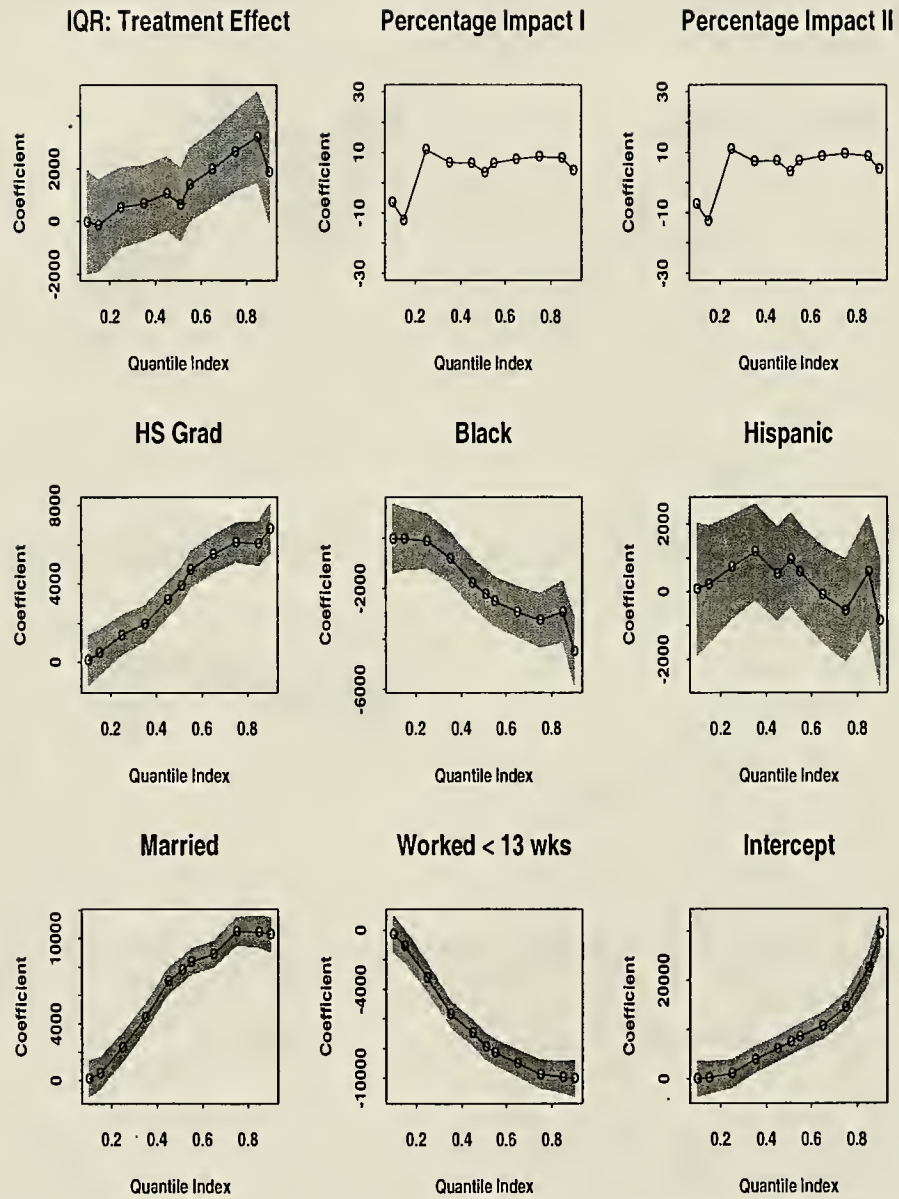 IQR: Treatment Effect
Percentage Impact I
Percentage Impact II
Coefficient
-2000
0
2000
0.2 0.4 0.6 0.8
Quantile Index
Coefficient
-30
-10
10
30
0.2 0.4 0.6 0.8
Quantile Index
Coefficient
-30
-10
10
30
0.2 0.4 0.6 0.8
Quantile Index
HS Grad
Black
Hispanic
Coefficient
0
4000
8000
0.2 0.4 0.6 0.8
Quantile Index
Coefficient
-6000
-2000
0.2 0.4 0.6 0.8
Quantile Index
Coefficient
-2000
0
2000
0.2 0.4 0.6 0.8
Quantile Index
Married
Worked < 13 wks
Intercept
Coefficient
0
4000
10000
0.2 0.4 0.6 0.8
Quantile Index
Coefficient
-10000
-4000
0
0.2 0.4 0.6 0.8
Quantile Index
Coefficient
0
20000
0.2 0.4 0.6 0.8
Quantile Index